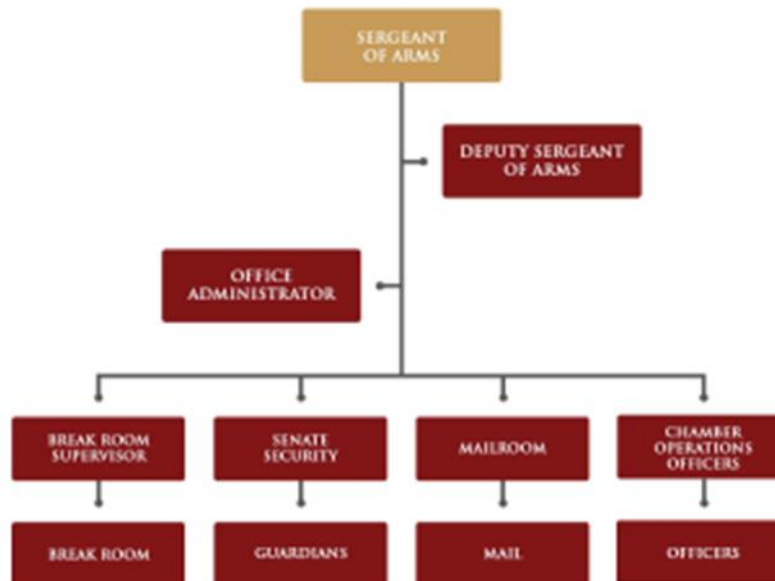 SERGEANT
OF ARMS
DEPUTY SERGEANT
OF ARMS
OFFICE
ADMINISTRATOR
BREAK ROOM
SUPERVISOR
SENATE
SECURITY
MAILROOM
CHAMBER
OPERATIONS
OFFICERS
BREAK ROOM
GUARDIANS
MAIL
OFFICERS